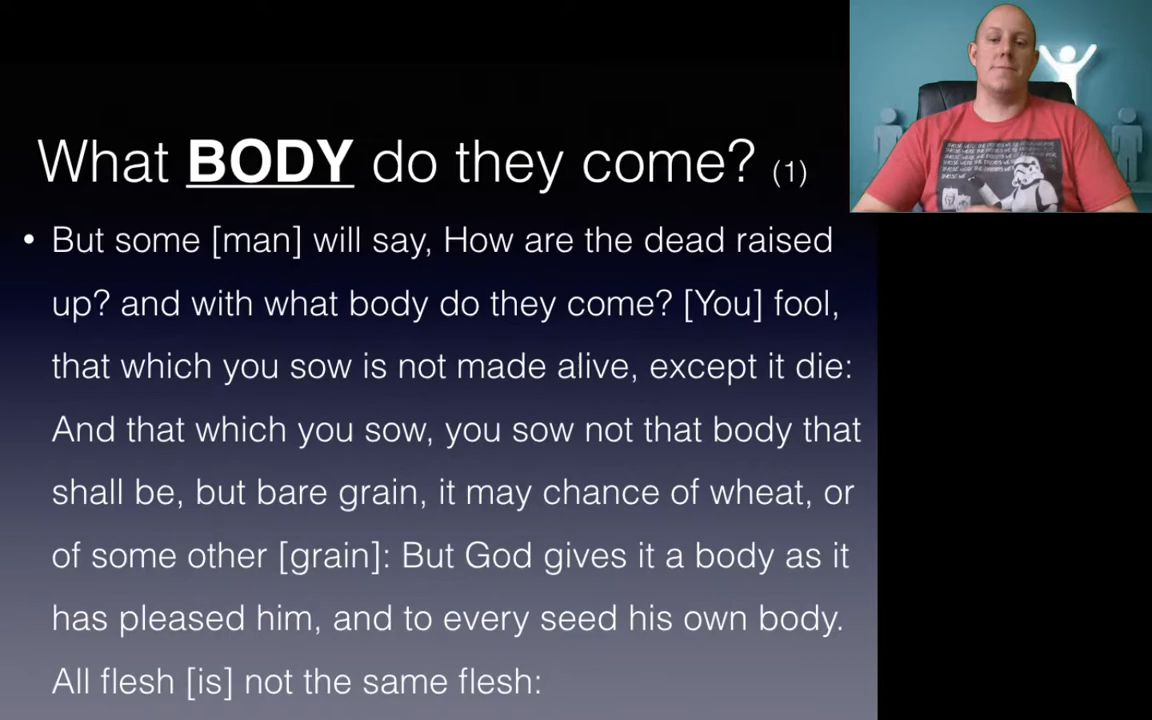 What BODY do they come? (1)
• But some [man] will say, How are the dead raised
up? and with what body do they come? [You] fool,
that which you sow is not made alive, except it die:
And that which you sow, you sow not that body that
shall be, but bare grain, it may chance of wheat, or
of some other [grain]: But God gives it a body as it
has pleased him, and to every seed his own body.
All flesh [is] not the same flesh: